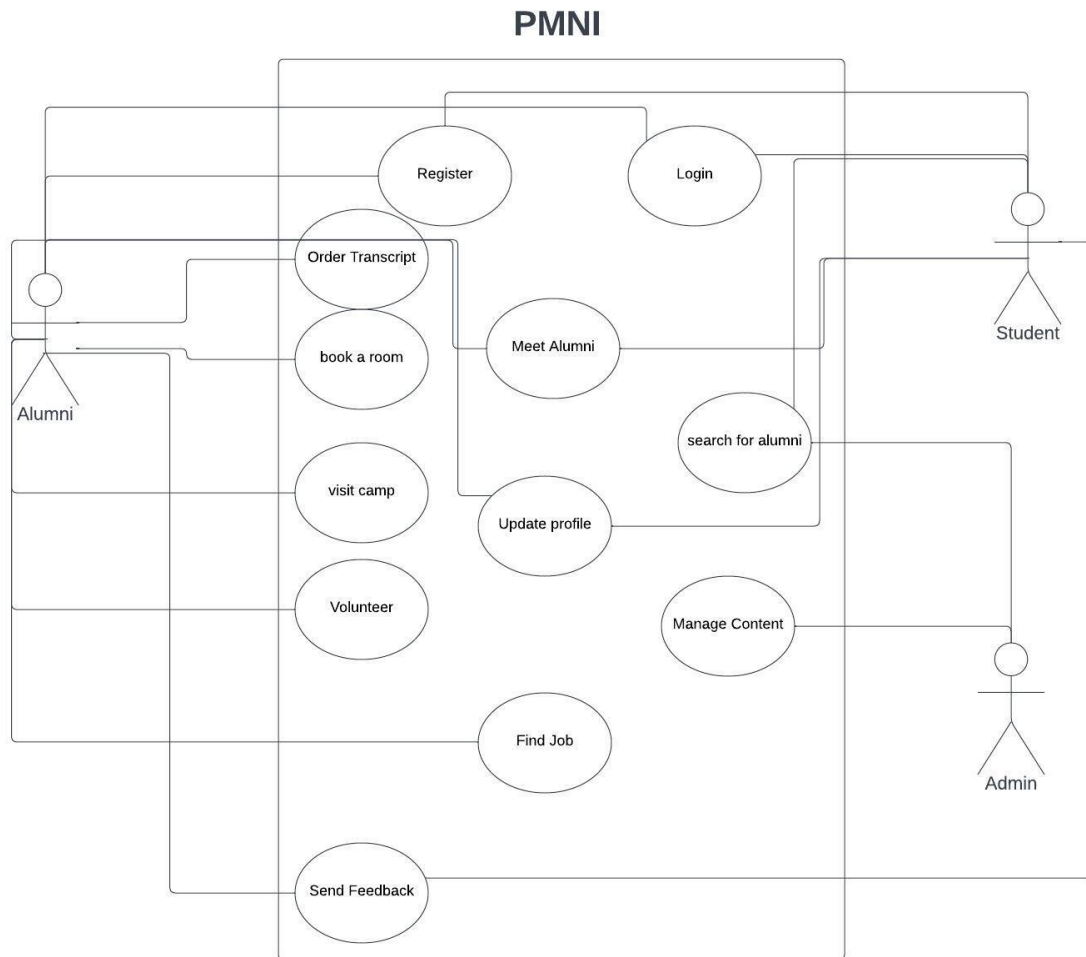 PMNI
Register
Login
Order Transcript
Student
book a room
Meet Alumni
Alumni
search for alumni
visit camp
Update profile
Volunteer
Manage Content
Find Job
Admin
Send Feedback